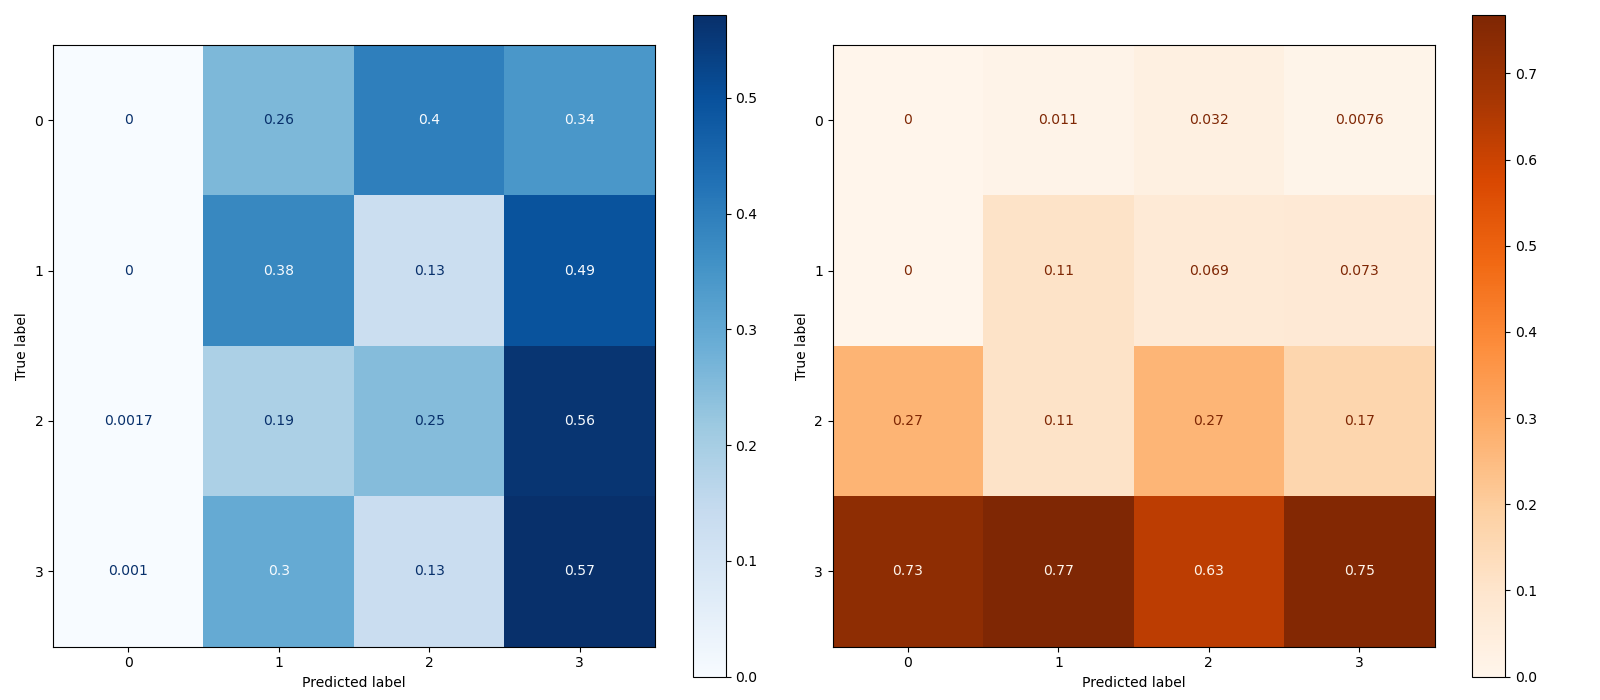 0 0 0.26 0.4 0.34
1 0 0.38 0.13 0.49
2 0.0017 0.19 0.25 0.56
3 0.001 0.3 0.13 0.57
0 1 2 3
True label
Predicted label
0.5
0.4
0.3
0.2
0.1
0.0
0 0 0.011 0.032 0.0076
1 0 0.11 0.069 0.073
2 0.27 0.11 0.27 0.17
3 0.73 0.77 0.63 0.75
0 1 2 3
True label
Predicted label
0.7
0.6
0.5
0.4
0.3
0.2
0.1
0.0